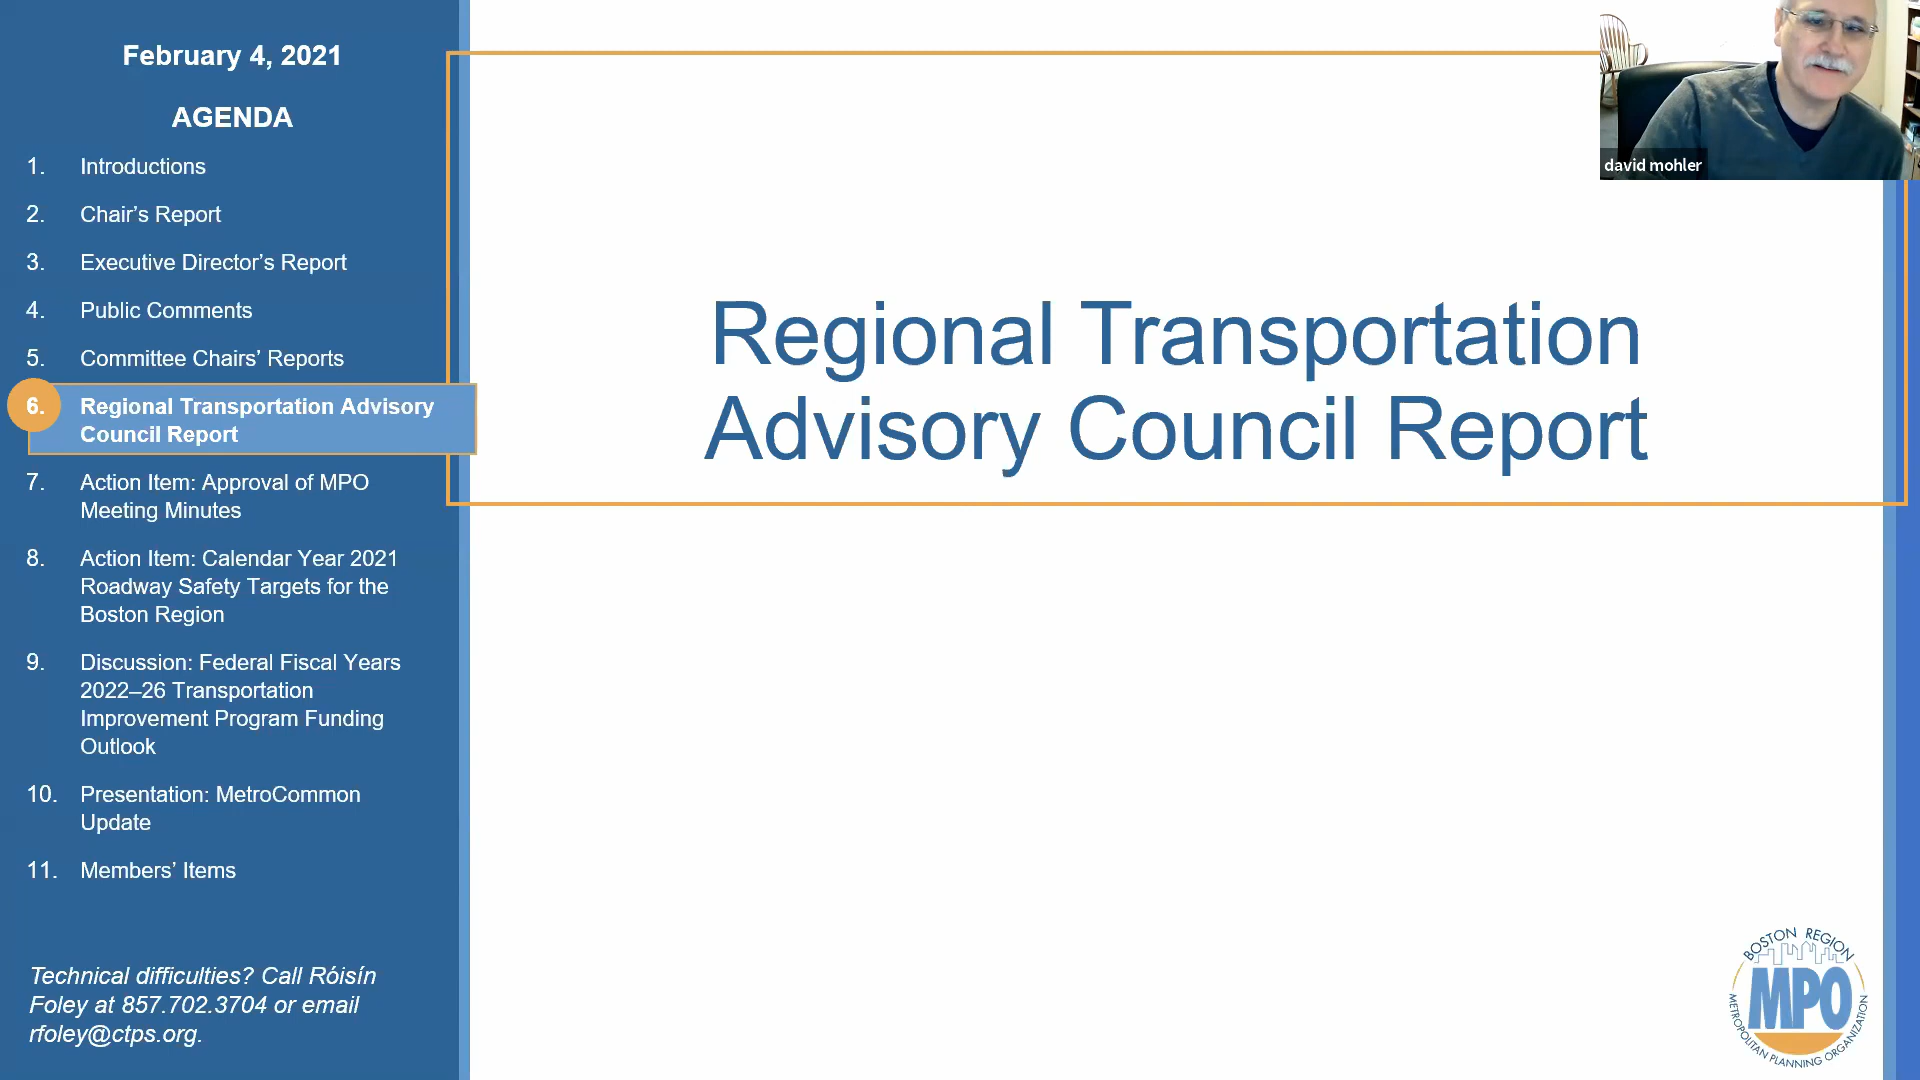 February 4, 2021
AGENDA
1. Introductions
2. Chair’s Report
3. Executive Director’s Report
4. Public Comments
5. Committee Chairs’ Reports
6. Regional Transportation Advisory
Council Report
7. Action Item: Approval of MPO
Meeting Minutes
8. Action Item: Calendar Year 2021
Roadway Safety Targets for the
Boston Region
9. Discussion: Federal Fiscal Years
2022–26 Transportation
Improvement Program Funding
Outlook
10. Presentation: MetroCommon
Update
11. Members’ Items
Technical difficulties? Call Róisín
Foley at 857.702.3704 or email
rfoley@ctps.org.
Regional Transportation
Advisory Council Report
david mohler
BOSTON REGION
MPO
METROPOLITAN PLANNING ORGANIZATION